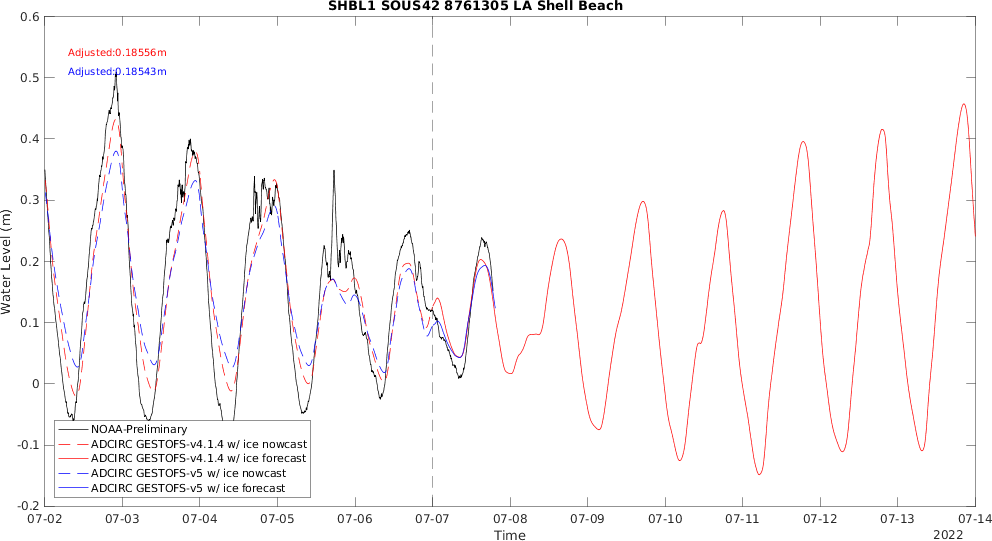 SHBL1 SOUS42 8761305 LA Shell Beach
0.6
Adjusted:0.18556m
Adjusted:0.18543m
0.5
0.4
0.3
0.2
0.1
0
-0.1
-0.2
Water Level (m)
NOAA-Preliminary
ADCIRC GESTOFS-v4.1.4 w/ ice nowcast
ADCIRC GESTOFS-v4.1.4 w/ ice forecast
ADCIRC GESTOFS-v5 w/ ice nowcast
ADCIRC GESTOFS-v5 w/ ice forecast
07-02 07-03 07-04 07-05 07-06 07-07 07-08 07-09 07-10 07-11 07-12 07-13 07-14
Time
2022